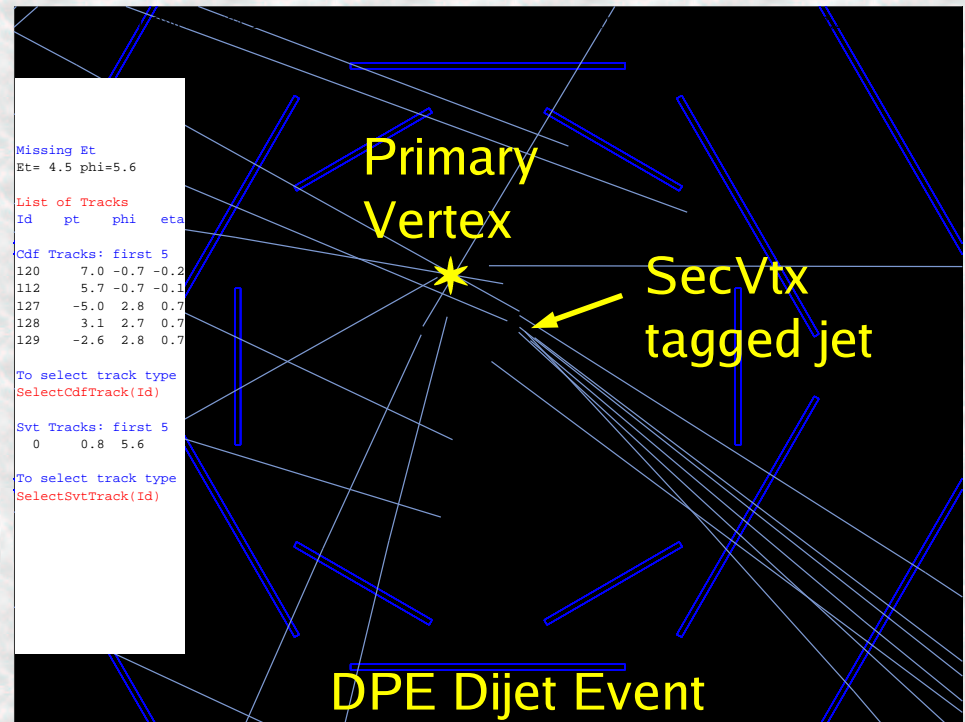 Missing Et
Et= 4.5 phi=5.6
List of Tracks
Id pt phi eta
Cdf Tracks: first 5
120 7.0 -0.7 -0.2
112 5.7 -0.7 -0.1
127 -5.0 2.8 0.7
128 3.1 2.7 0.7
129 -2.6 2.8 0.7
To select track type
SelectCdfTrack(Id)
Svt Tracks: first 5
0 0.8 5.6
To select track type
SelectSvtTrack(Id)
Primary
Vertex
SecVtx
tagged jet
DPE Dijet Event